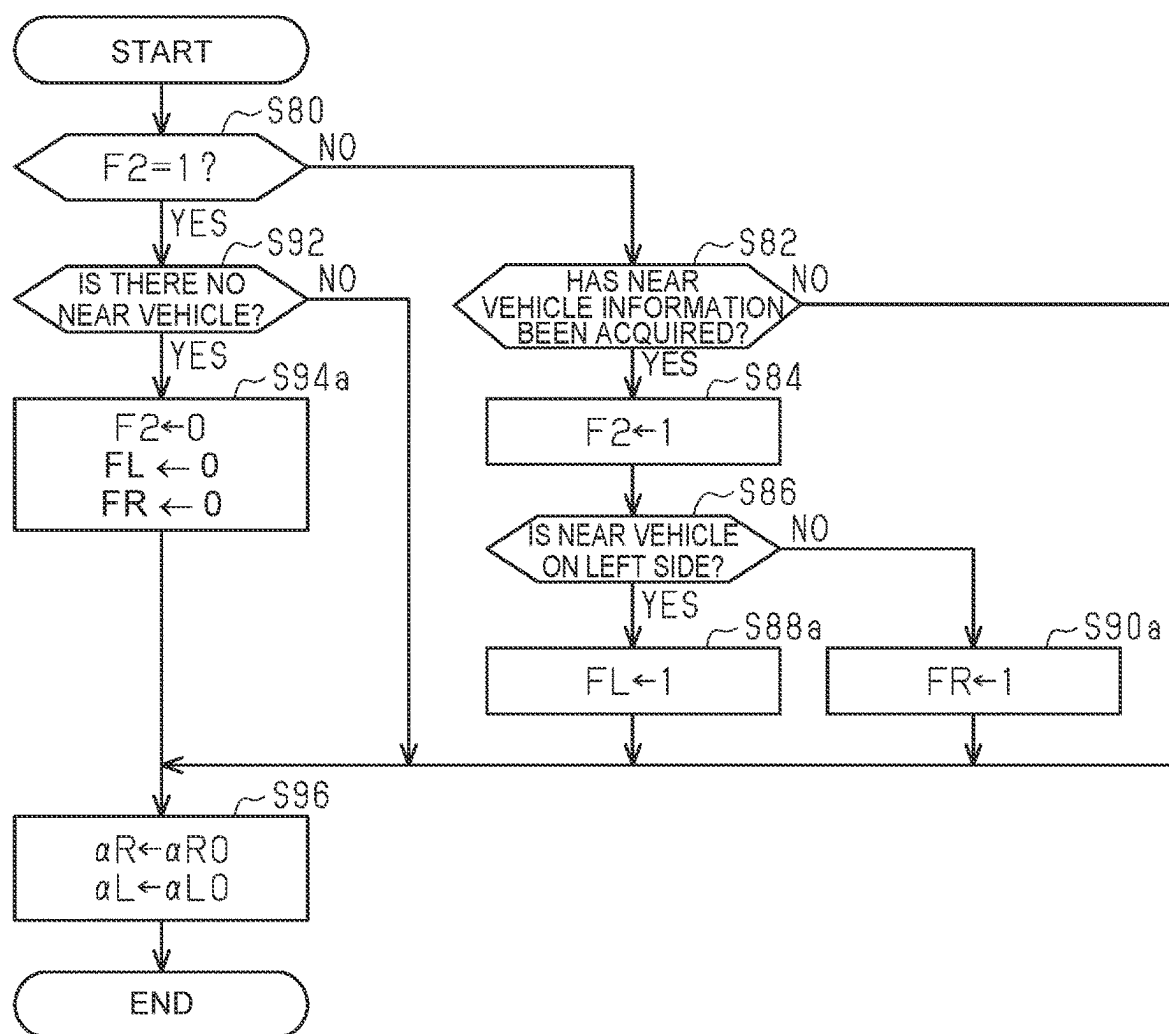 START
S80
F2=1?
NO
YES
S92
IS THERE NO
NEAR VEHICLE?
NO
YES
S82
HAS NEAR
VEHICLE INFORMATION
BEEN ACQUIRED?
NO
YES
S94a
F2←0
FL←0
FR←0
S84
F2←1
S86
IS NEAR VEHICLE
ON LEFT SIDE?
NO
YES
S88a
FL←1
S90a
FR←1
S96
αR←αR0
αL←αL0
END